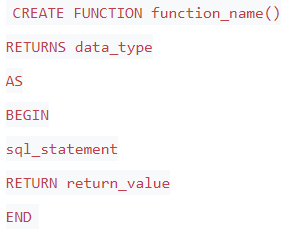 CREATE FUNCTION function_name()
RETURNS data_type
AS
BEGIN
sql_statement
RETURN return_value
END